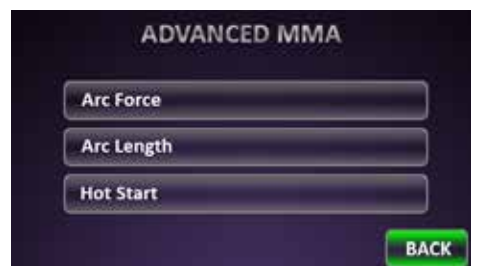 ADVANCED MMA
Arc Force
Arc Length
Hot Start
BACK